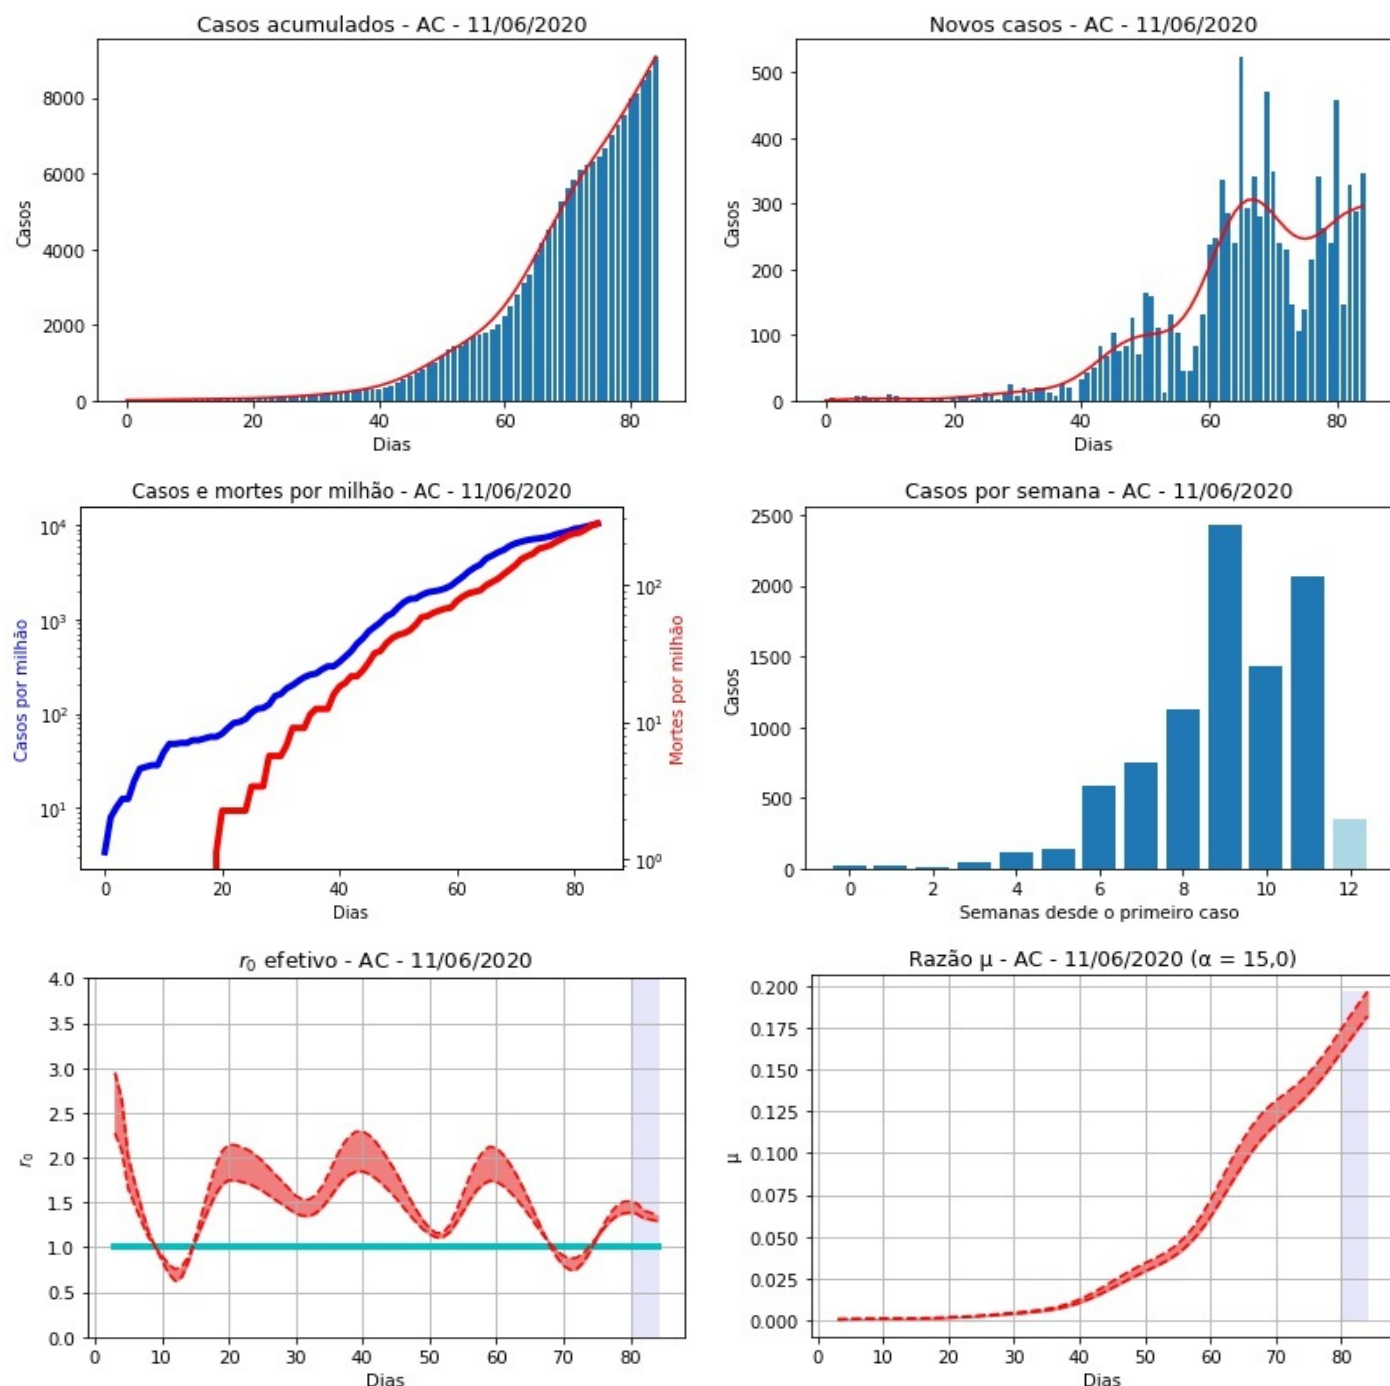 Casos acumulados - AC - 11/06/2020
Casos
8000
6000
4000
2000
0
0 20 40 60 80
Dias
Novos casos - AC - 11/06/2020
Casos
500
400
300
200
100
0
0 20 40 60 80
Dias
Casos e mortes por milhão - AC - 11/06/2020
Casos por milhão
10⁴
10³
10²
10¹
10²
10¹
10⁰
Mortes por milhão
0 20 40 60 80
Dias
Casos por semana - AC - 11/06/2020
Casos
2500
2000
1500
1000
500
0
0 2 4 6 8 10 12
Semanas desde o primeiro caso
r₀ efetivo - AC - 11/06/2020
r₀
4.0
3.5
3.0
2.5
2.0
1.5
1.0
0.5
0.0
0 10 20 30 40 50 60 70 80
Dias
Razão μ - AC - 11/06/2020 (α = 15,0)
μ
0.200
0.175
0.150
0.125
0.100
0.075
0.050
0.025
0.000
0 10 20 30 40 50 60 70 80
Dias